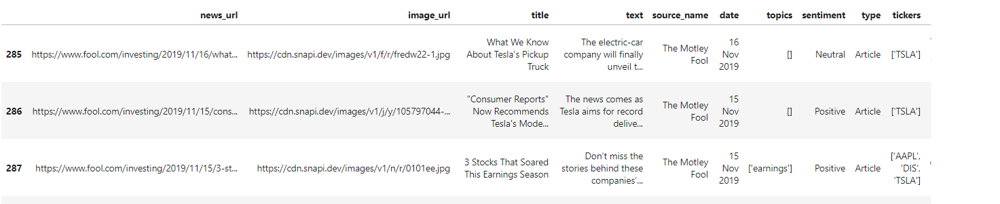 news_url image_url title text source_name date topics sentiment type tickers
285 https://www.fool.com/investing/2019/11/16/what... https://cdn.snapi.dev/images/v1/f/r/fredw22-1.jpg What We Know About Tesla's Pickup Truck The electric-car company will finally unveil t... The Motley Fool 16 Nov 2019 [] Neutral Article ['TSLA']
286 https://www.fool.com/investing/2019/11/15/cons... https://cdn.snapi.dev/images/v1/j/y/105797044-... "Consumer Reports" Now Recommends Tesla's Mode... The news comes as Tesla aims for record delive... The Motley Fool 15 Nov 2019 [] Positive Article ['TSLA']
287 https://www.fool.com/investing/2019/11/15/3-st... https://cdn.snapi.dev/images/v1/n/r/0101ee.jpg 3 Stocks That Soared This Earnings Season Don't miss the stories behind these companies'... The Motley Fool 15 Nov 2019 ['earnings'] Positive Article ['AAPL', 'DIS', 'TSLA']